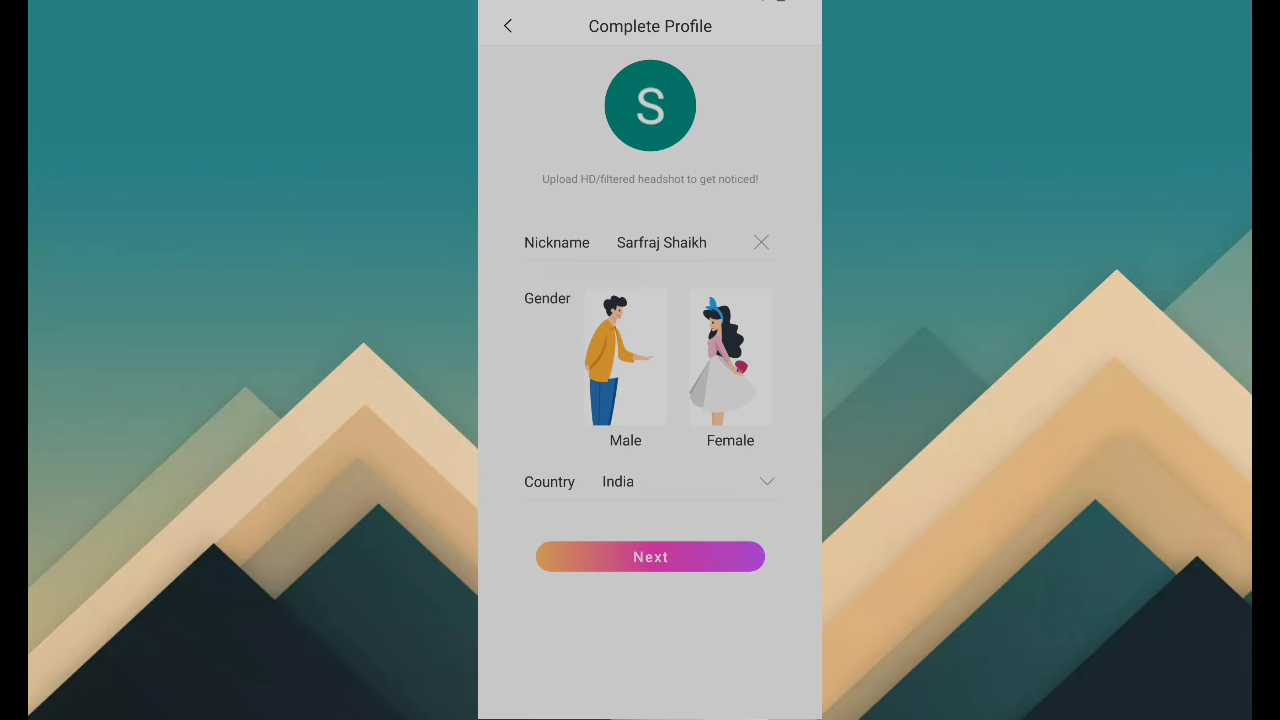 Complete Profile
S
Upload HD/filtered headshot to get noticed!
Nickname Sarfraj Shaikh
Gender
Male Female
Country India
Next